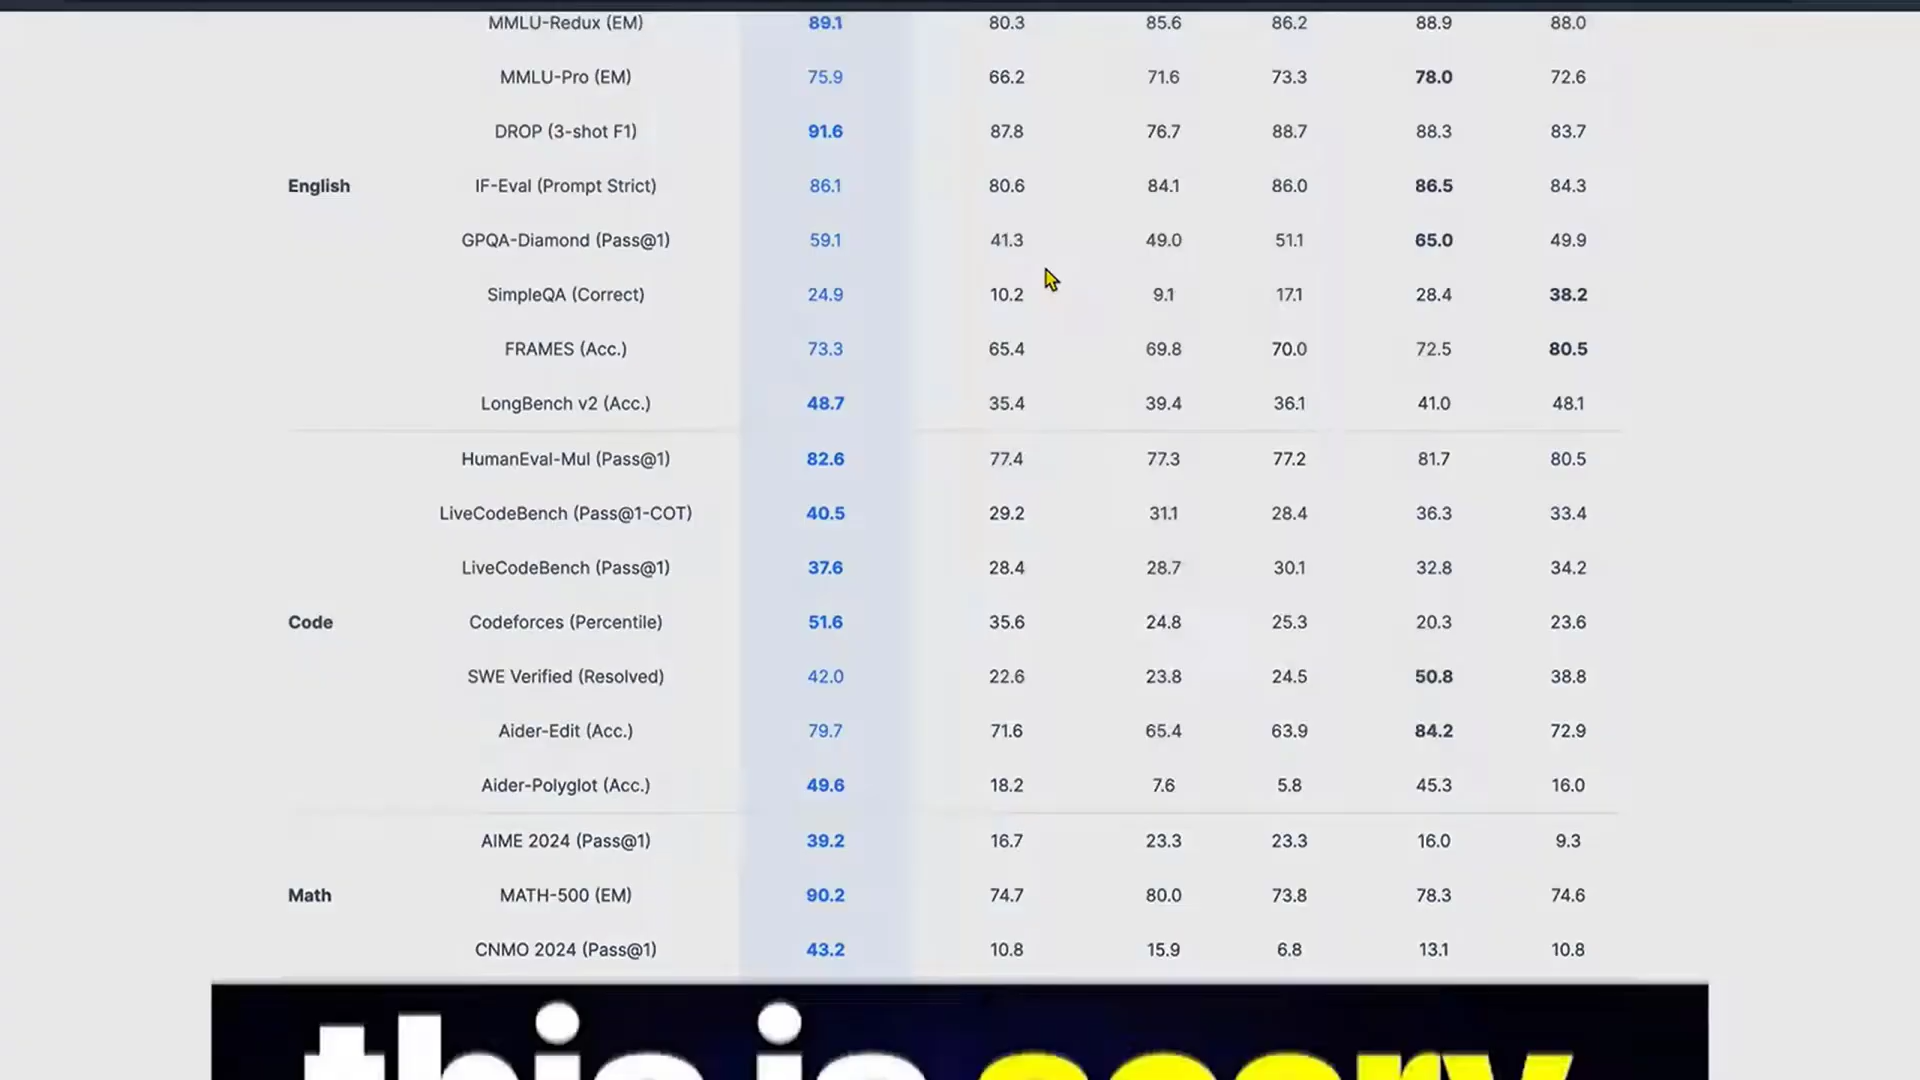 MMLU-Redux (EM) 89.1 80.3 85.6 86.2 88.9 88.0
MMLU-Pro (EM) 75.9 66.2 71.6 73.3 78.0 72.6
DROP (3-shot F1) 91.6 87.8 76.7 88.7 88.3 83.7
English IF-Eval (Prompt Strict) 86.1 80.6 84.1 86.0 86.5 84.3
GPQA-Diamond (Pass@1) 59.1 41.3 49.0 51.1 65.0 49.9
SimpleQA (Correct) 24.9 10.2 9.1 17.1 28.4 38.2
FRAMES (Acc.) 73.3 65.4 69.8 70.0 72.5 80.5
LongBench v2 (Acc.) 48.7 35.4 39.4 36.1 41.0 48.1
HumanEval-Mul (Pass@1) 82.6 77.4 77.3 77.2 81.7 80.5
LiveCodeBench (Pass@1-COT) 40.5 29.2 31.1 28.4 36.3 33.4
LiveCodeBench (Pass@1) 37.6 28.4 28.7 30.1 32.8 34.2
Code Codeforces (Percentile) 51.6 35.6 24.8 25.3 20.3 23.6
SWE Verified (Resolved) 42.0 22.6 23.8 24.5 50.8 38.8
Aider-Edit (Acc.) 79.7 71.6 65.4 63.9 84.2 72.9
Aider-Polyglot (Acc.) 49.6 18.2 7.6 5.8 45.3 16.0
AIME 2024 (Pass@1) 39.2 16.7 23.3 23.3 16.0 9.3
Math MATH-500 (EM) 90.2 74.7 80.0 73.8 78.3 74.6
CNMO 2024 (Pass@1) 43.2 10.8 15.9 6.8 13.1 10.8
this is scary